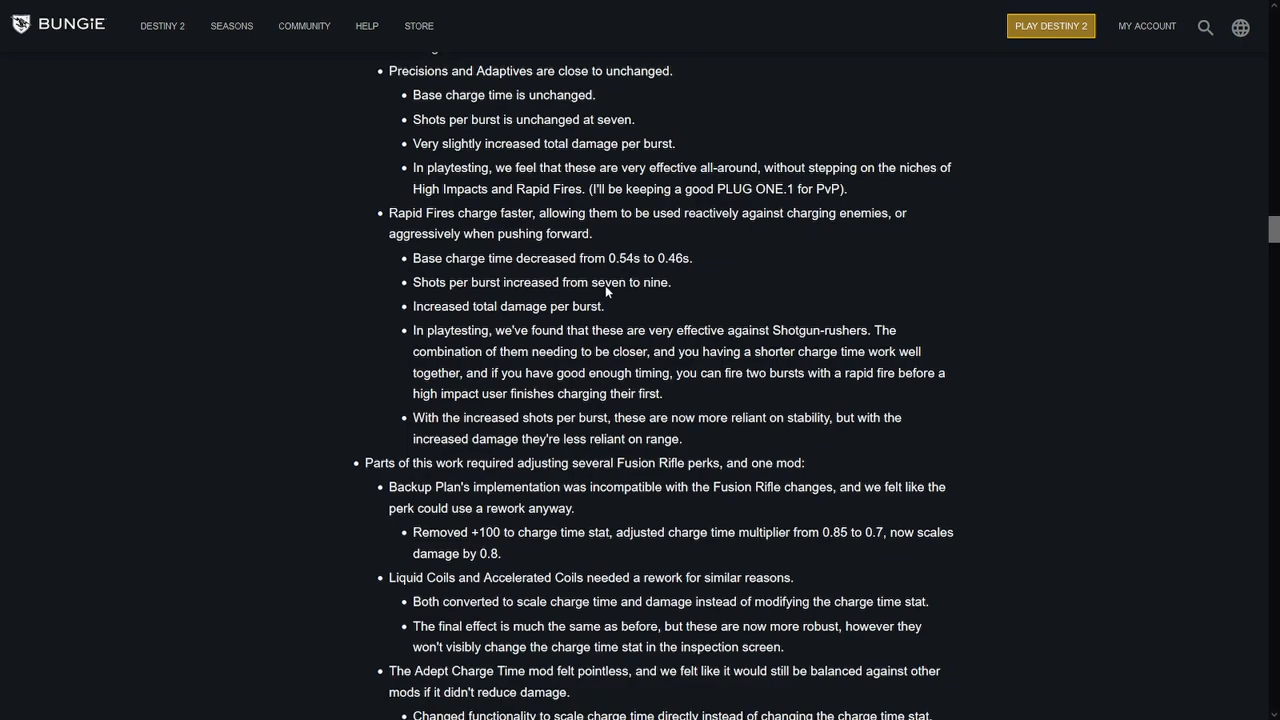 BUNGIE
DESTINY 2
SEASONS
COMMUNITY
HELP
STORE
PLAY DESTINY 2
MY ACCOUNT
• Precisions and Adaptives are close to unchanged.
• Base charge time is unchanged.
• Shots per burst is unchanged at seven.
• Very slightly increased total damage per burst.
• In playtesting, we feel that these are very effective all-around, without stepping on the niches of
High Impacts and Rapid Fires. (I'll be keeping a good PLUG ONE.1 for PvP).
• Rapid Fires charge faster, allowing them to be used reactively against charging enemies, or
aggressively when pushing forward.
• Base charge time decreased from 0.54s to 0.46s.
• Shots per burst increased from seven to nine.
• Increased total damage per burst.
• In playtesting, we've found that these are very effective against Shotgun-rushers. The
combination of them needing to be closer, and you having a shorter charge time work well
together, and if you have good enough timing, you can fire two bursts with a rapid fire before a
high impact user finishes charging their first.
• With the increased shots per burst, these are now more reliant on stability, but with the
increased damage they're less reliant on range.
• Parts of this work required adjusting several Fusion Rifle perks, and one mod:
• Backup Plan's implementation was incompatible with the Fusion Rifle changes, and we felt like the
perk could use a rework anyway.
• Removed +100 to charge time stat, adjusted charge time multiplier from 0.85 to 0.7, now scales
damage by 0.8.
• Liquid Coils and Accelerated Coils needed a rework for similar reasons.
• Both converted to scale charge time and damage instead of modifying the charge time stat.
• The final effect is much the same as before, but these are now more robust, however they
won't visibly change the charge time stat in the inspection screen.
• The Adept Charge Time mod felt pointless, and we felt like it would still be balanced against other
mods if it didn't reduce damage.
• Changed functionality to scale charge time directly instead of changing the charge time stat.